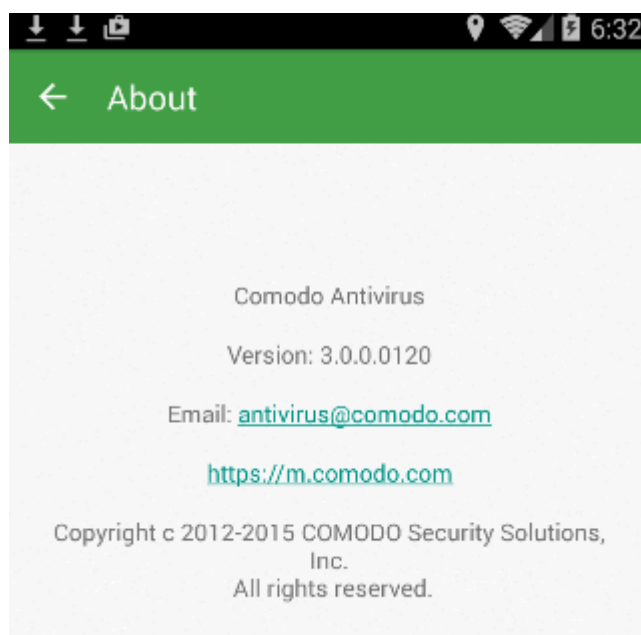 6:32
About
Comodo Antivirus
Version: 3.0.0.0120
Email: antivirus@comodo.com
https://m.comodo.com
Copyright c 2012-2015 COMODO Security Solutions,
Inc.
All rights reserved.